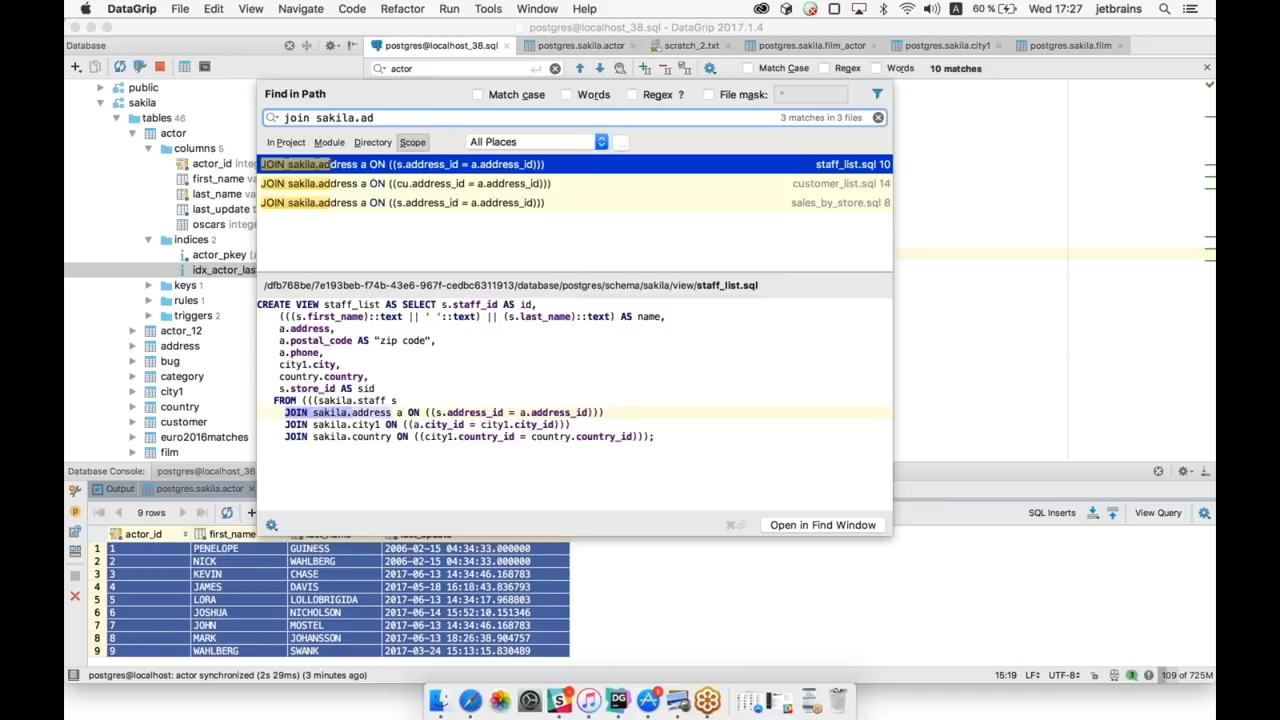 DataGrip File Edit View Navigate Code Refactor Run Tools Window Help 60 % Wed 17:27 jetbrains
postgres@localhost_38.sql - DataGrip 2017.1.4
Database
postgres@localhost_38.sql postgres.sakila.actor scratch_2.txt postgres.sakila.film_actor postgres.sakila.city1 postgres.sakila.film
actor Match Case Regex Words 10 matches
public
sakila
tables 46
actor
columns 5
actor_id
first_name
last_name
last_update
oscars
indices 2
actor_pkey
idx_actor_las
keys 1
rules 1
triggers 2
actor_12
address
bug
category
city1
country
customer
euro2016matches
film
Find in Path Match case Words Regex ? File mask: *
join sakila.ad 3 matches in 3 files
In Project Module Directory Scope All Places ...
JOIN sakila.address a ON ((s.address_id = a.address_id))) staff_list.sql 10
JOIN sakila.address a ON ((cu.address_id = a.address_id))) customer_list.sql 14
JOIN sakila.address a ON ((s.address_id = a.address_id))) sales_by_store.sql 8
/dfb768be/7e193beb-f74b-43e6-967f-cedbc6311913/database/postgres/schema/sakila/view/staff_list.sql
CREATE VIEW staff_list AS SELECT s.staff_id AS id,
(((s.first_name)::text || ' '::text) || (s.last_name)::text) AS name,
a.address,
a.postal_code AS "zip code",
a.phone,
city1.city,
country.country,
s.store_id AS sid
FROM (((sakila.staff s
JOIN sakila.address a ON ((s.address_id = a.address_id)))
JOIN sakila.city1 ON ((a.city_id = city1.city_id)))
JOIN sakila.country ON ((city1.country_id = country.country_id)));
Open in Find Window
Database Console: postgres@localhost_38
Output postgres.sakila.actor
9 rows SQL Inserts View Query
actor_id first_name last_name last_update
1 1 PENELOPE GUINESS 2006-02-15 04:34:33.000000
2 2 NICK WAHLBERG 2006-02-15 04:34:33.000000
3 3 KEVIN CHASE 2017-06-13 14:34:46.168783
4 4 JAMES DAVIS 2017-05-18 16:18:43.836793
5 5 LORA LOLLOBRIGIDA 2017-06-13 14:34:17.968803
6 6 JOSHUA NICHOLSON 2017-06-14 15:52:10.151346
7 7 JOHN MOSTEL 2017-06-13 14:34:46.168783
8 8 MARK JOHANSSON 2017-06-13 18:26:38.904757
9 9 WAHLBERG SWANK 2017-03-24 15:13:15.830489
postgres@localhost: actor synchronized (2s 29ms) (3 minutes ago) 15:19 LF÷ UTF-8÷ 3 109 of 725M